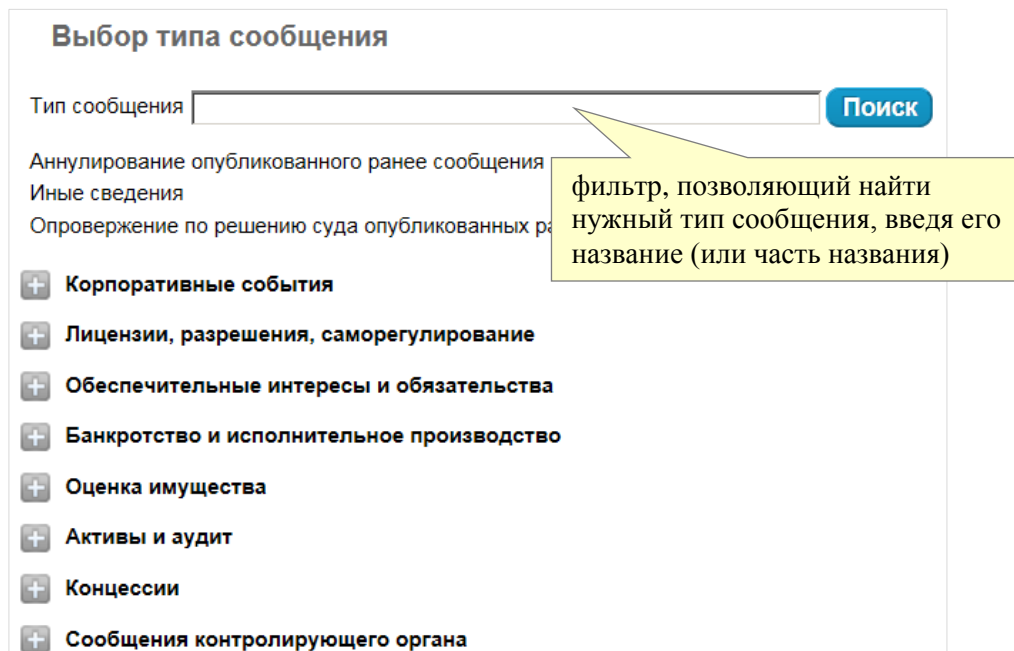 Выбор типа сообщения
Тип сообщения
Поиск
Аннулирование опубликованного ранее сообщения
Иные сведения
Опровержение по решению суда опубликованных
фильтр, позволяющий найти
нужный тип сообщения, введя его
название (или часть названия)
Корпоративные события
Лицензии, разрешения, саморегулирование
Обеспечительные интересы и обязательства
Банкротство и исполнительное производство
Оценка имущества
Активы и аудит
Концессии
Сообщения контролирующего органа